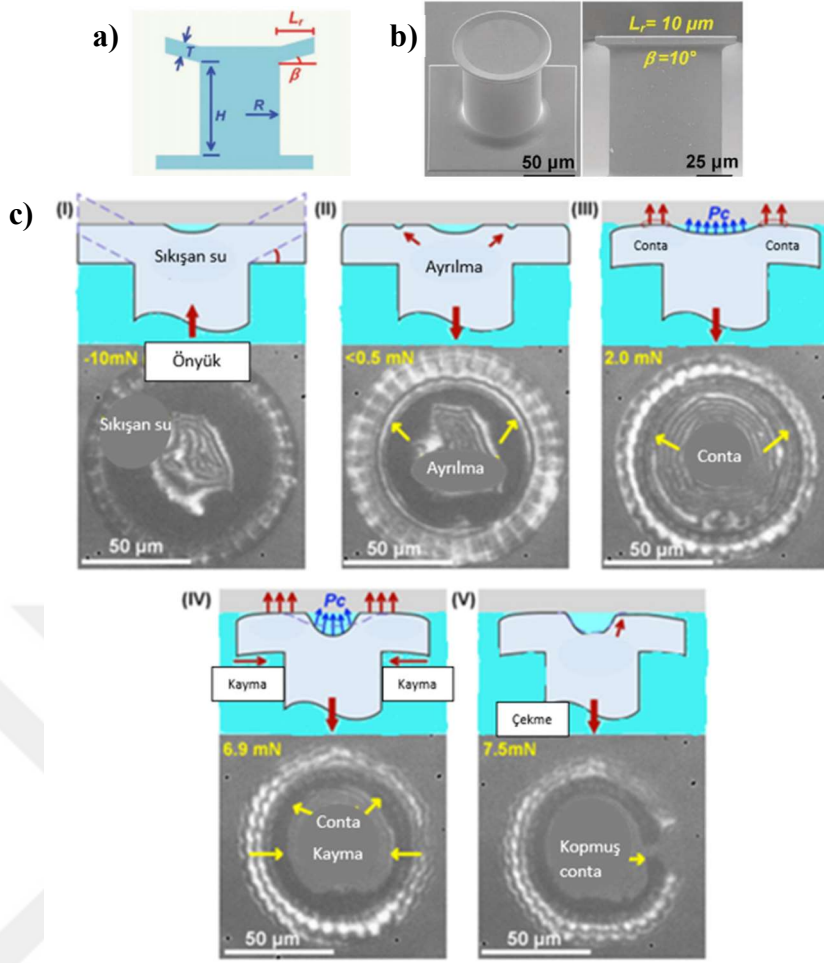 a)
Lr
T
β
H
R
b)
Lr= 10 μm
β=10°
50 μm
25 μm
c)
(I)
Sıkışan su
-10mN
Önyük
Sıkışan su
50 μm
(II)
Ayrılma
<0.5 mN
Ayrılma
50 μm
(III)
Pc
Conta
Conta
2.0 mN
Conta
50 μm
(IV)
Pc
Kayma
Kayma
6.9 mN
Conta
Kayma
50 μm
(V)
Çekme
7.5mN
Kopmuş
conta
50 μm